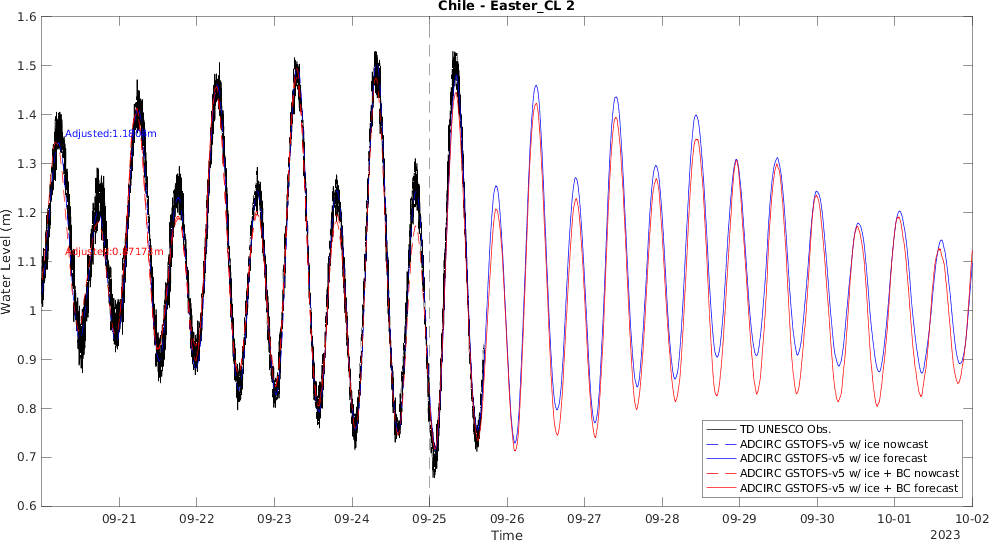 Chile - Easter_CL 2
1.6
1.5
1.4
1.3
1.2
1.1
1
0.9
0.8
0.7
0.6
Water Level (m)
TD UNESCO Obs.
ADCIRC GSTOFS-v5 w/ ice nowcast
ADCIRC GSTOFS-v5 w/ ice forecast
ADCIRC GSTOFS-v5 w/ ice + BC nowcast
ADCIRC GSTOFS-v5 w/ ice + BC forecast
09-21 09-22 09-23 09-24 09-25 09-26 09-27 09-28 09-29 09-30 10-01 10-02
Time
2023